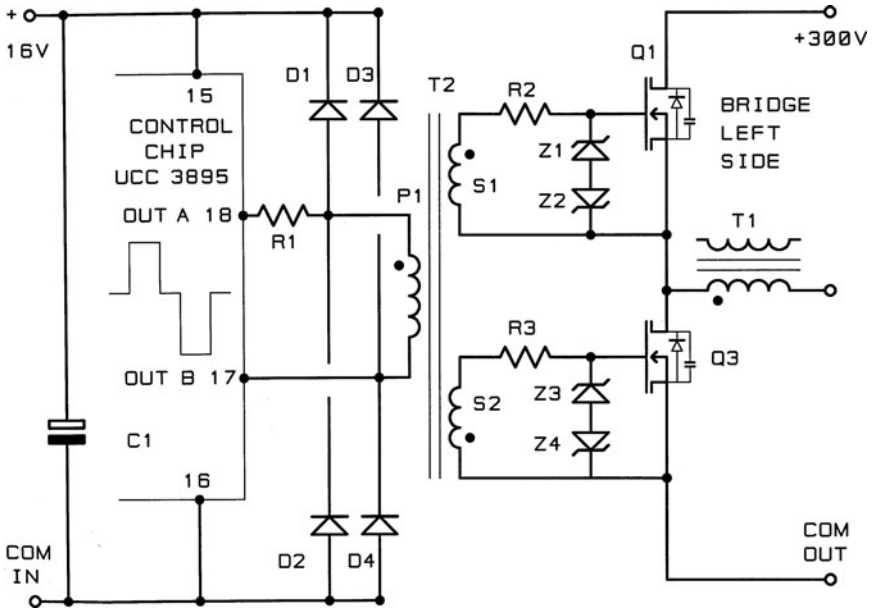 +
16V
D1
D3
T2
Q1
+300V
15
CONTROL
CHIP
UCC 3895
OUT A 18
R1
P1
R2
S1
Z1
Z2
BRIDGE
LEFT
SIDE
T1
R3
Q3
OUT B 17
S2
Z3
Z4
C1
16
COM
IN
D2
D4
COM
OUT